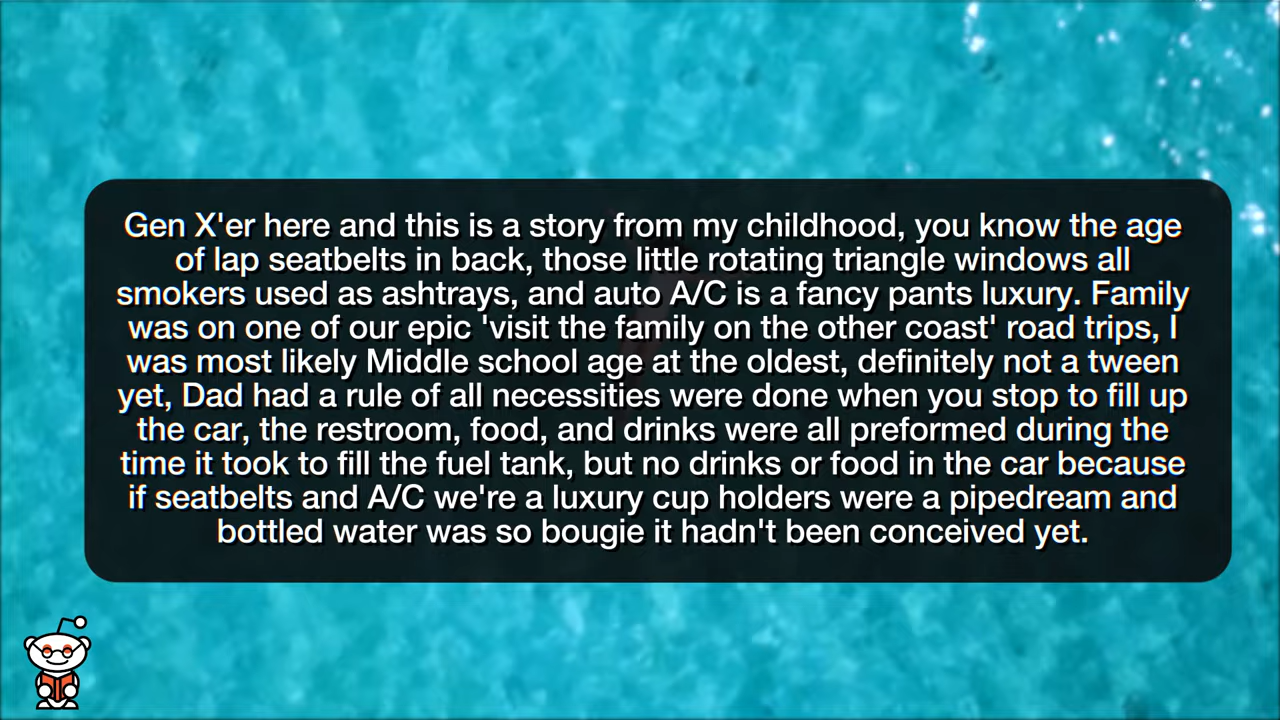 Gen X'er here and this is a story from my childhood, you know the age
of lap seatbelts in back, those little rotating triangle windows all
smokers used as ashtrays, and auto A/C is a fancy pants luxury. Family
was on one of our epic 'visit the family on the other coast' road trips, I
was most likely Middle school age at the oldest, definitely not a tween
yet, Dad had a rule of all necessities were done when you stop to fill up
the car, the restroom, food, and drinks were all preformed during the
time it took to fill the fuel tank, but no drinks or food in the car because
if seatbelts and A/C we're a luxury cup holders were a pipedream and
bottled water was so bougie it hadn't been conceived yet.